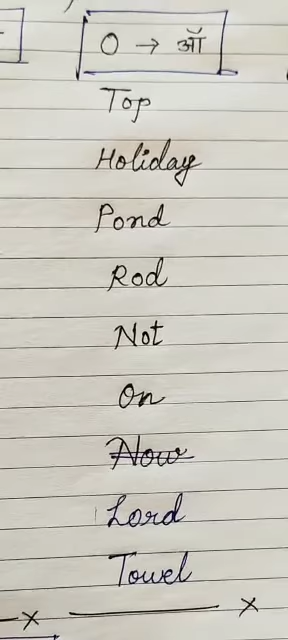 O → ऑ
Top
Holiday
Pond
Rod
Not
On
Now
Lord
Towel
x x